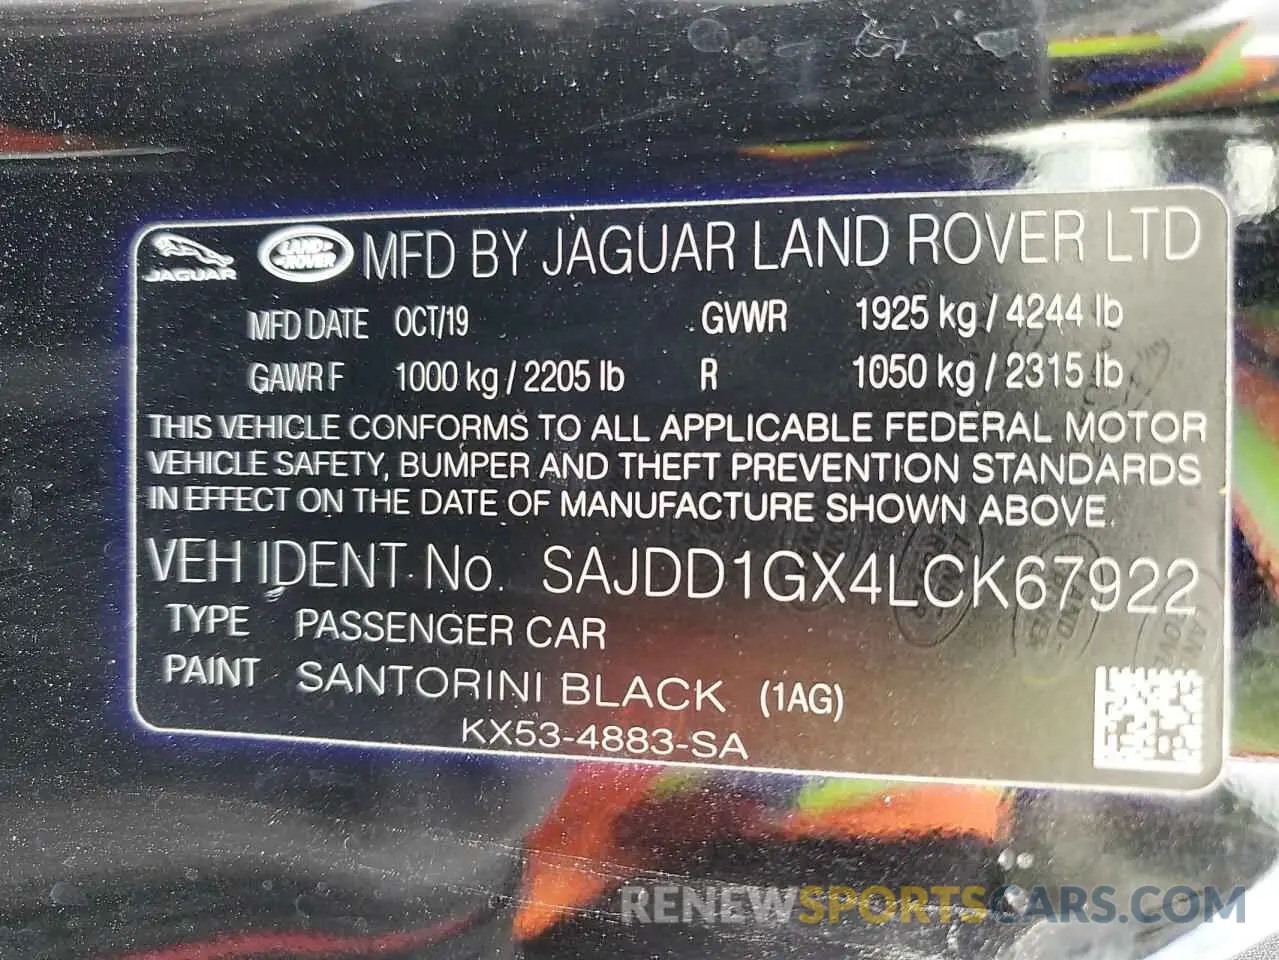 JAGUAR LAND ROVER MFD BY JAGUAR LAND ROVER LTD
MFD DATE OCT/19 GVWR 1925 kg / 4244 lb
GAWR F 1000 kg / 2205 lb R 1050 kg / 2315 lb
THIS VEHICLE CONFORMS TO ALL APPLICABLE FEDERAL MOTOR
VEHICLE SAFETY, BUMPER AND THEFT PREVENTION STANDARDS
IN EFFECT ON THE DATE OF MANUFACTURE SHOWN ABOVE.
VEH IDENT No. SAJDD1GX4LCK67922
TYPE PASSENGER CAR
PAINT SANTORINI BLACK (1AG)
KX53-4883-SA
RENEWSPORTSCARS.COM